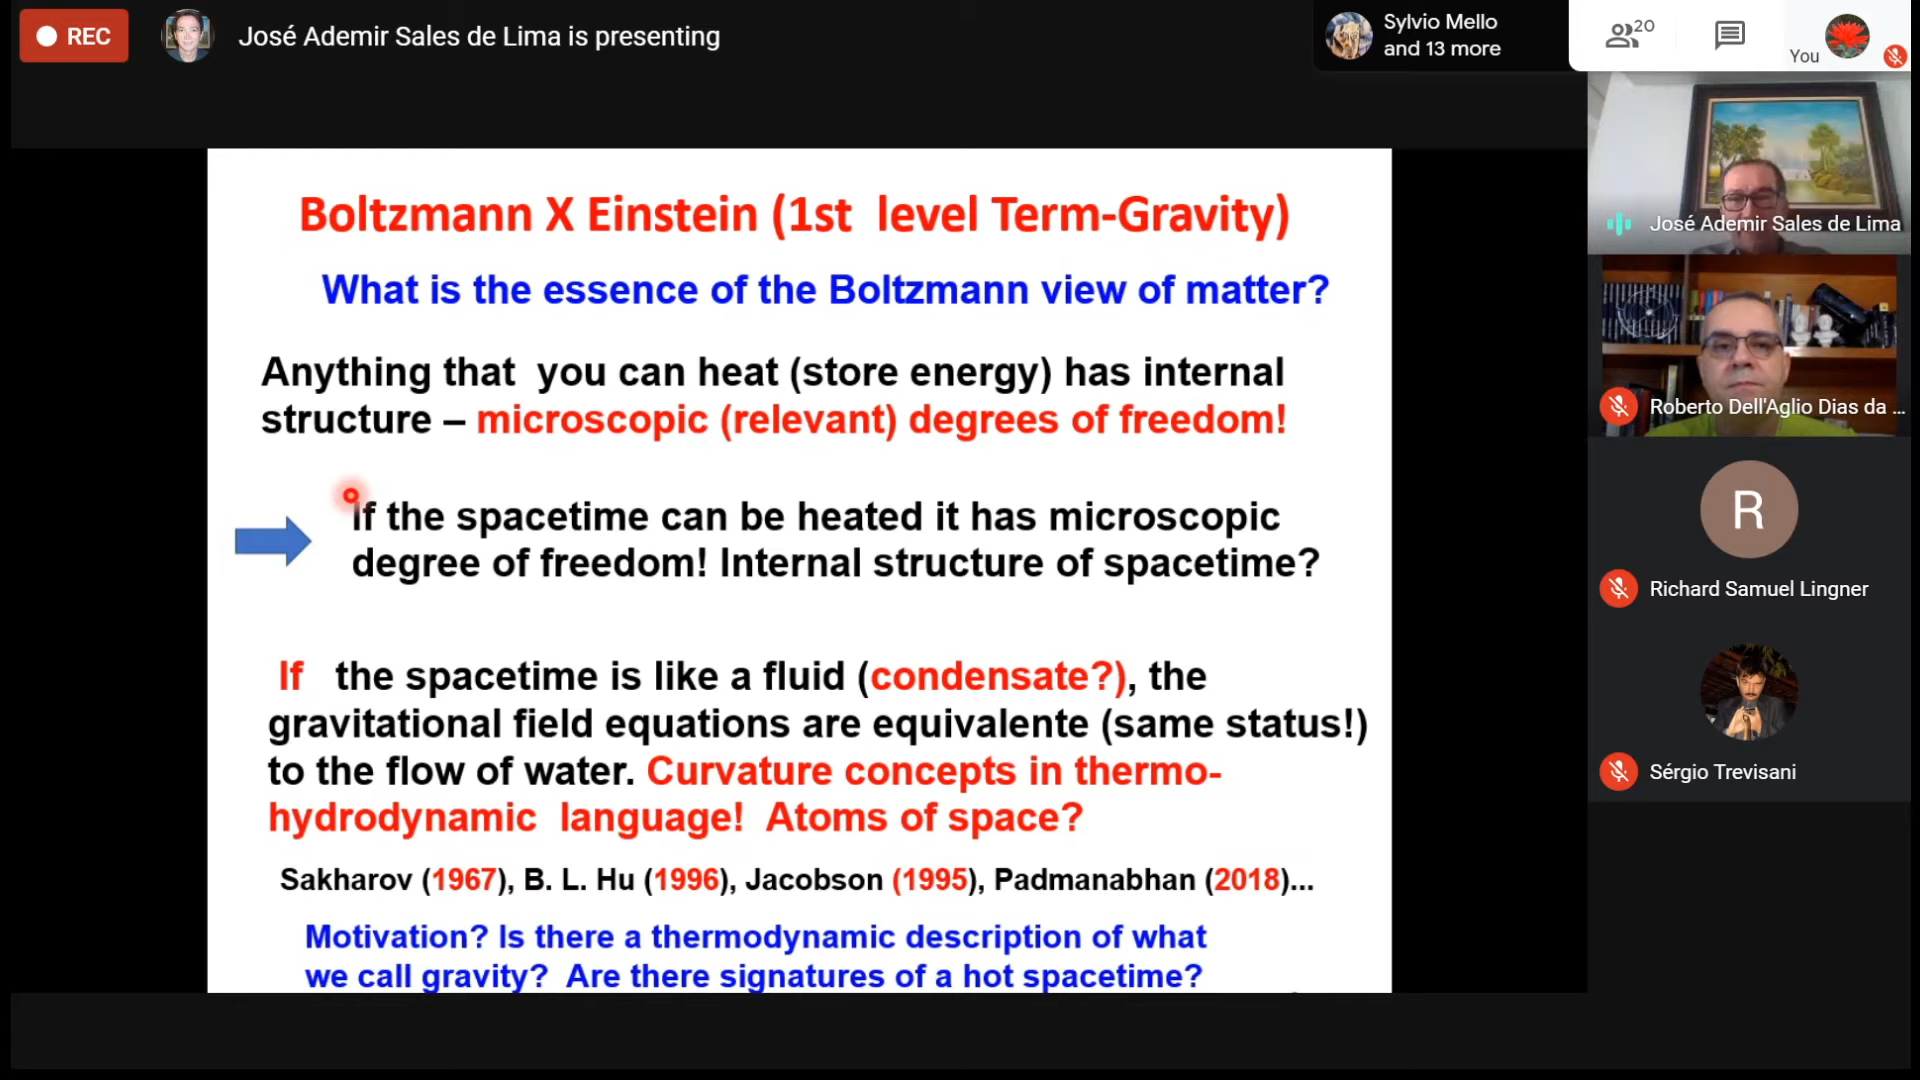 REC
José Ademir Sales de Lima is presenting
Sylvio Mello
and 13 more
20
You
Boltzmann X Einstein (1st level Term-Gravity)
What is the essence of the Boltzmann view of matter?
Anything that you can heat (store energy) has internal
structure – microscopic (relevant) degrees of freedom!
If the spacetime can be heated it has microscopic
degree of freedom! Internal structure of spacetime?
If the spacetime is like a fluid (condensate?), the
gravitational field equations are equivalente (same status!)
to the flow of water. Curvature concepts in thermo-
hydrodynamic language! Atoms of space?
Sakharov (1967), B. L. Hu (1996), Jacobson (1995), Padmanabhan (2018)...
Motivation? Is there a thermodynamic description of what
we call gravity? Are there signatures of a hot spacetime?
José Ademir Sales de Lima
Roberto Dell'Aglio Dias da ...
R
Richard Samuel Lingner
Sérgio Trevisani